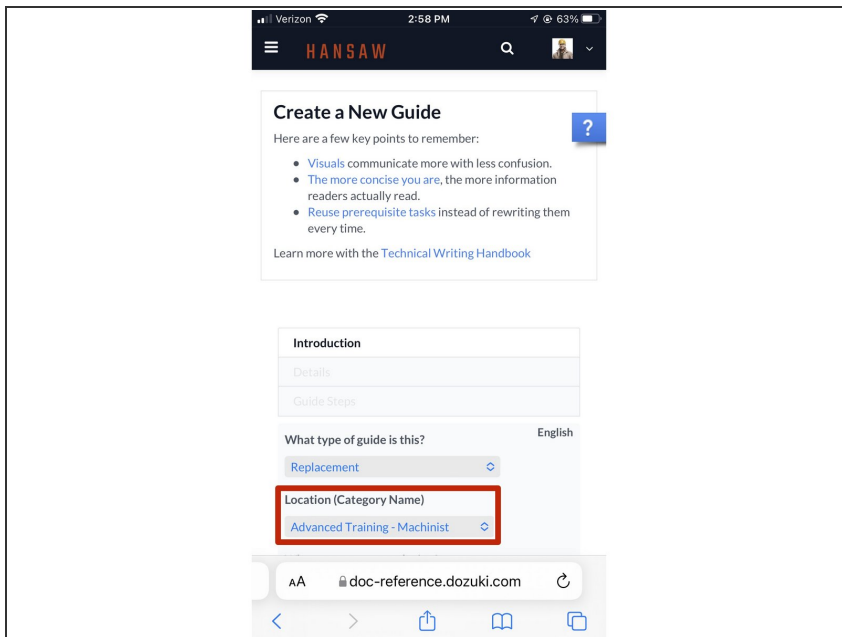 Verizon 2:58 PM 63%
HANSAW
Create a New Guide
?
Here are a few key points to remember:
Visuals communicate more with less confusion.
The more concise you are, the more information
readers actually read.
Reuse prerequisite tasks instead of rewriting them
every time.
Learn more with the Technical Writing Handbook
Introduction
Details
Guide Steps
What type of guide is this?
English
Replacement
Location (Category Name)
Advanced Training - Machinist
AA doc-reference.dozuki.com